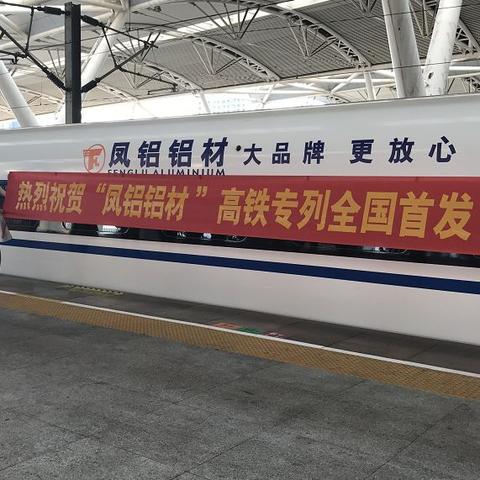 凤铝铝材 大品牌 更放心
FENGLU ALUMINIUM
热烈祝贺“凤铝铝材”高铁专列全国首发